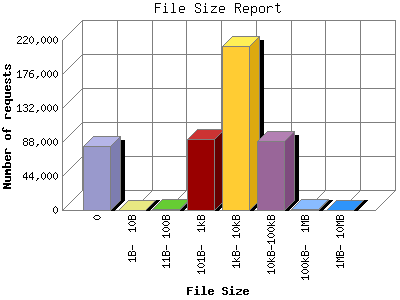 File Size Report
220,000
176,000
132,000
88,000
44,000
0
Number of requests
0
1B- 10B
11B- 100B
101B- 1kB
1kB- 10kB
10kB-100kB
100kB- 1MB
1MB- 10MB
File Size